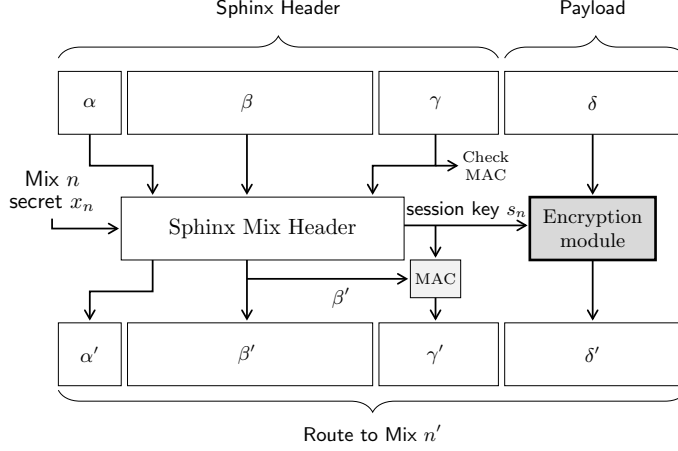 Sphinx Header
Payload
α
β
γ
δ
Check
MAC
Mix n
secret xₙ
Sphinx Mix Header
session key sₙ
Encryption
module
MAC
β′
α′
β′
γ′
δ′
Route to Mix n′